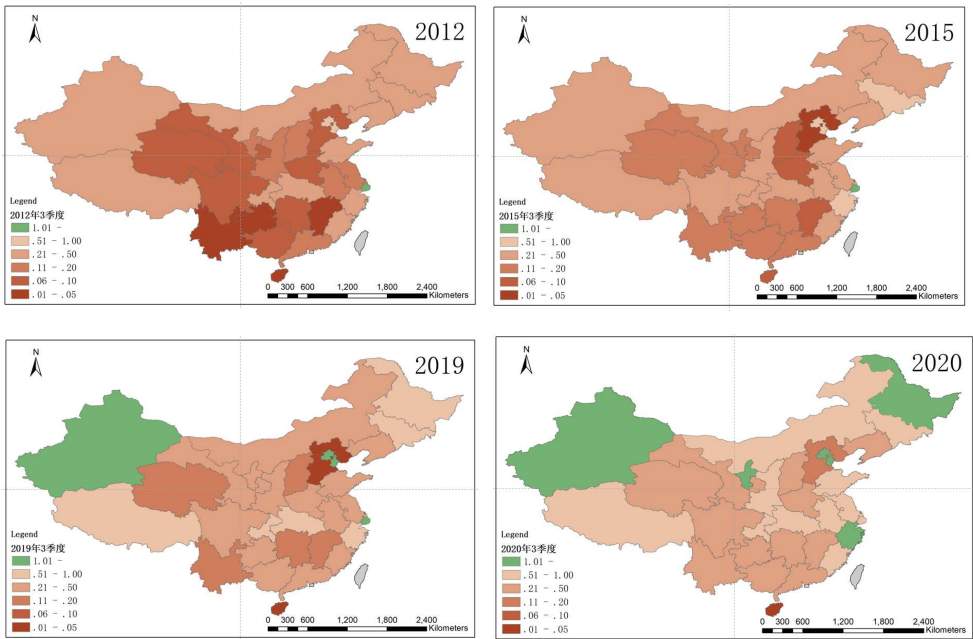 N
2012
Legend
2012年3季度
1.01 -
.51 - 1.00
.21 - .50
.11 - .20
.06 - .10
.01 - .05
0 300 600 1,200 1,800 2,400
Kilometers
N
2015
Legend
2015年3季度
1.01 -
.51 - 1.00
.21 - .50
.11 - .20
.06 - .10
.01 - .05
0 300 600 1,200 1,800 2,400
Kilometers
N
2019
Legend
2019年3季度
1.01 -
.51 - 1.00
.21 - .50
.11 - .20
.06 - .10
.01 - .05
0 300 600 1,200 1,800 2,400
Kilometers
N
2020
Legend
2020年3季度
1.01 -
.51 - 1.00
.21 - .50
.11 - .20
.06 - .10
.01 - .05
0 300 600 1,200 1,800 2,400
Kilometers